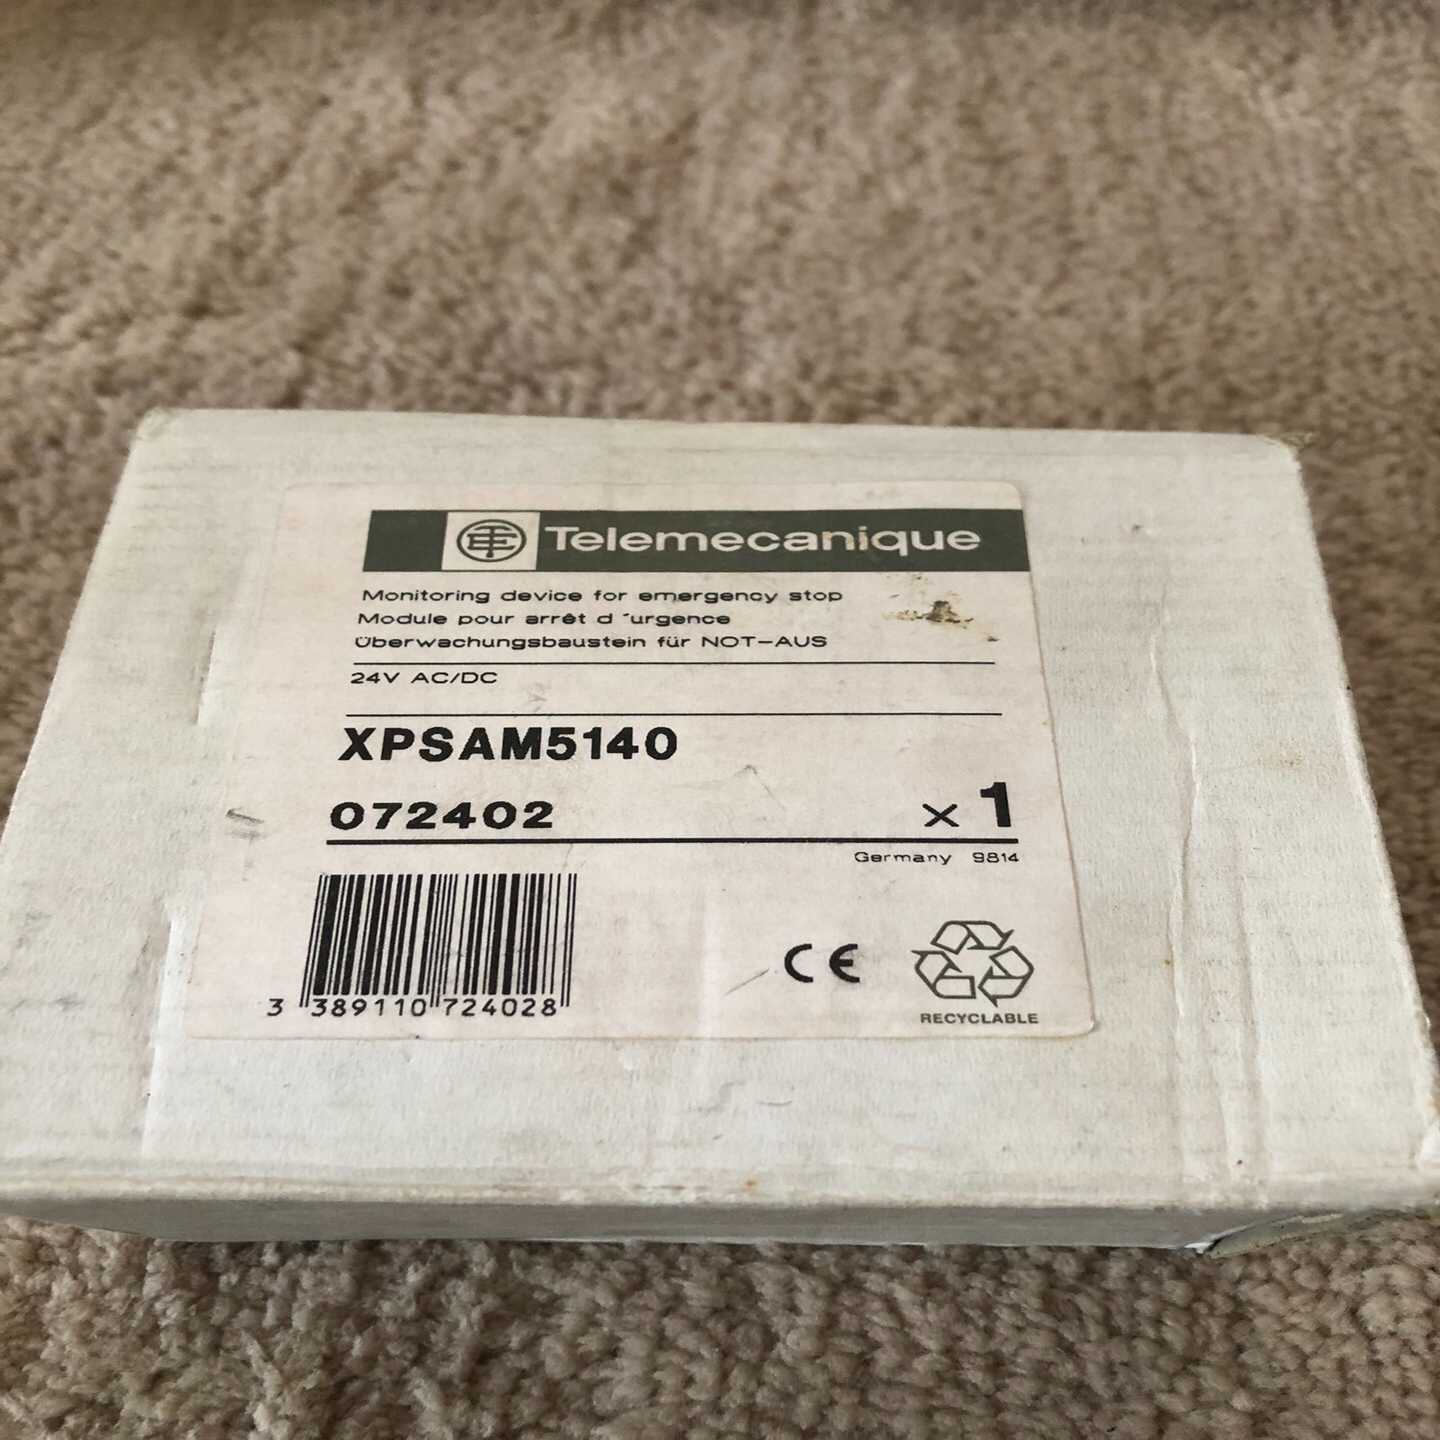 TE Telemecanique
Monitoring device for emergency stop
Module pour arrêt d´urgence
Überwachungsbaustein für NOT-AUS
24V AC/DC
XPSAM5140
072402 x 1
Germany 9814
3 389110 724028
CE
RECYCLABLE